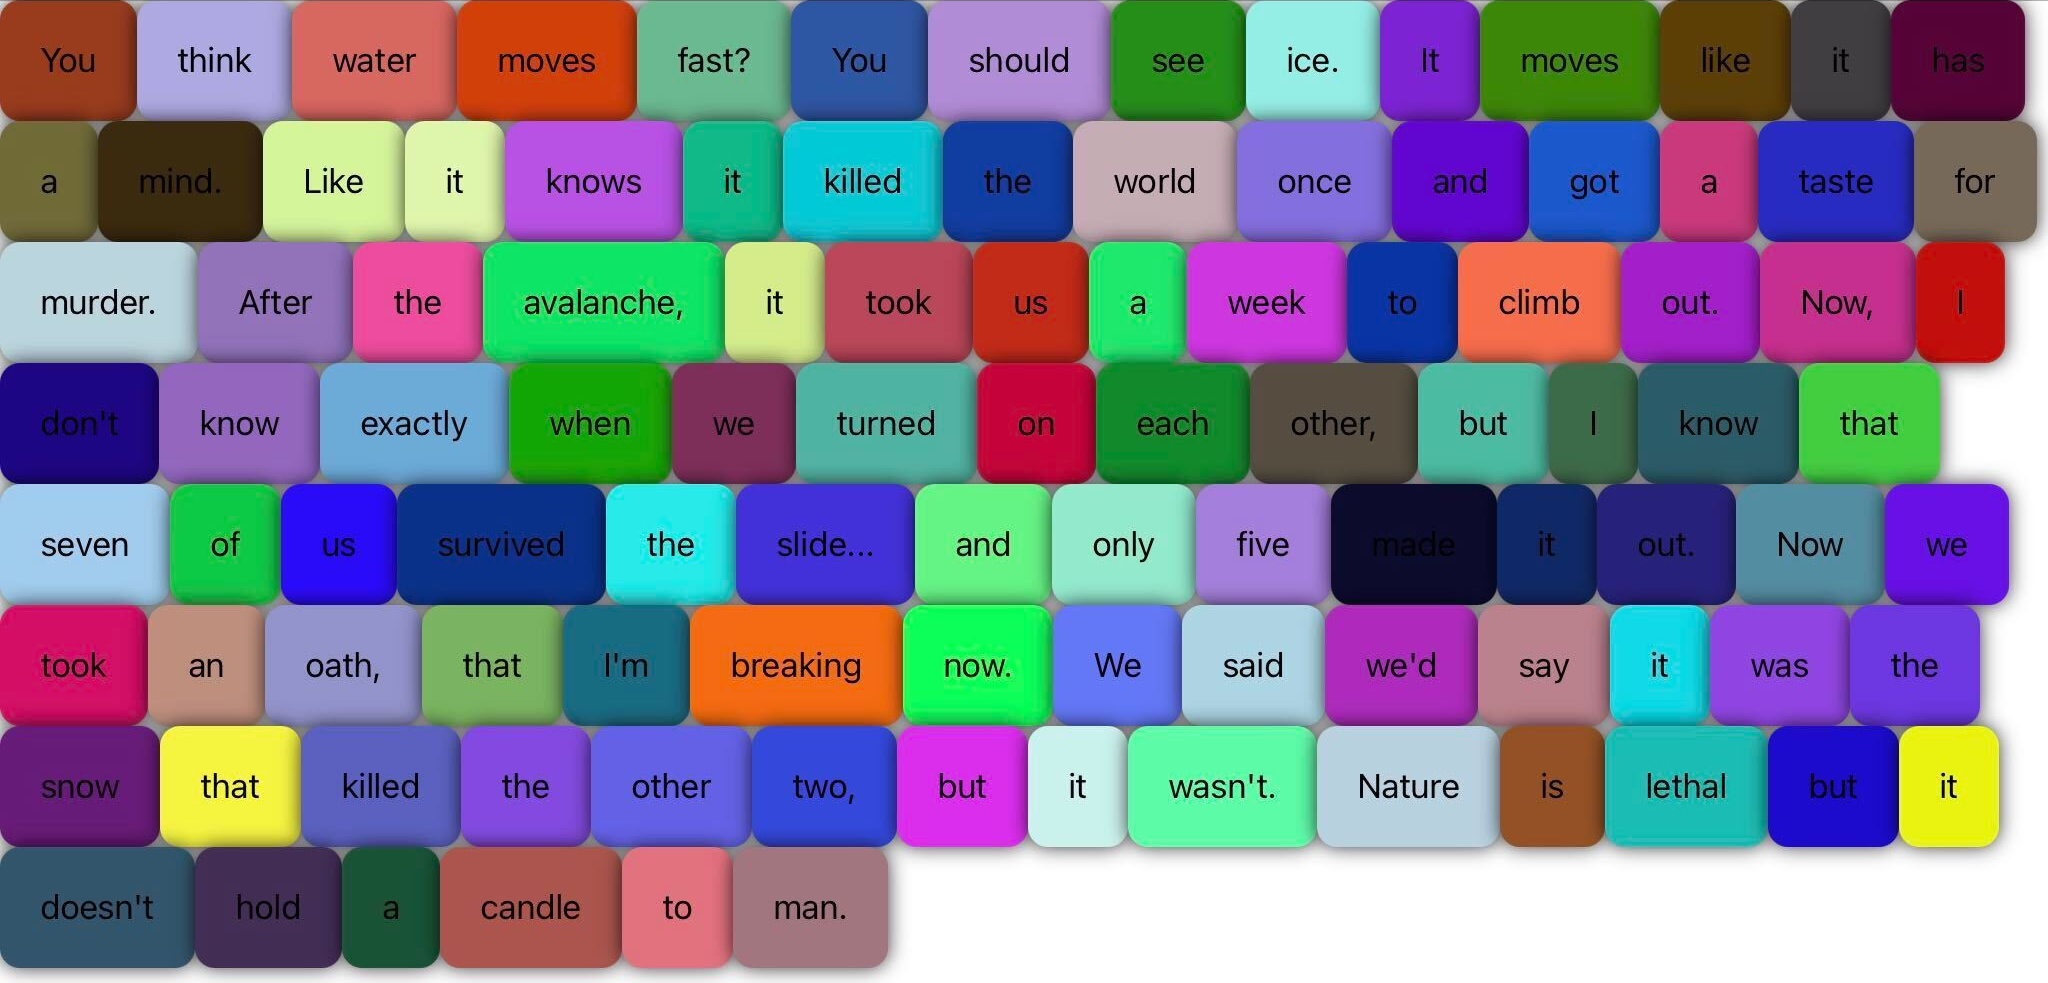 You think water moves fast? You should see ice. It moves like it has
a mind. Like it knows it killed the world once and got a taste for
murder. After the avalanche, it took us a week to climb out. Now, I
don't know exactly when we turned on each other, but I know that
seven of us survived the slide... and only five made it out. Now we
took an oath, that I'm breaking now. We said we'd say it was the
snow that killed the other two, but it wasn't. Nature is lethal but it
doesn't hold a candle to man.